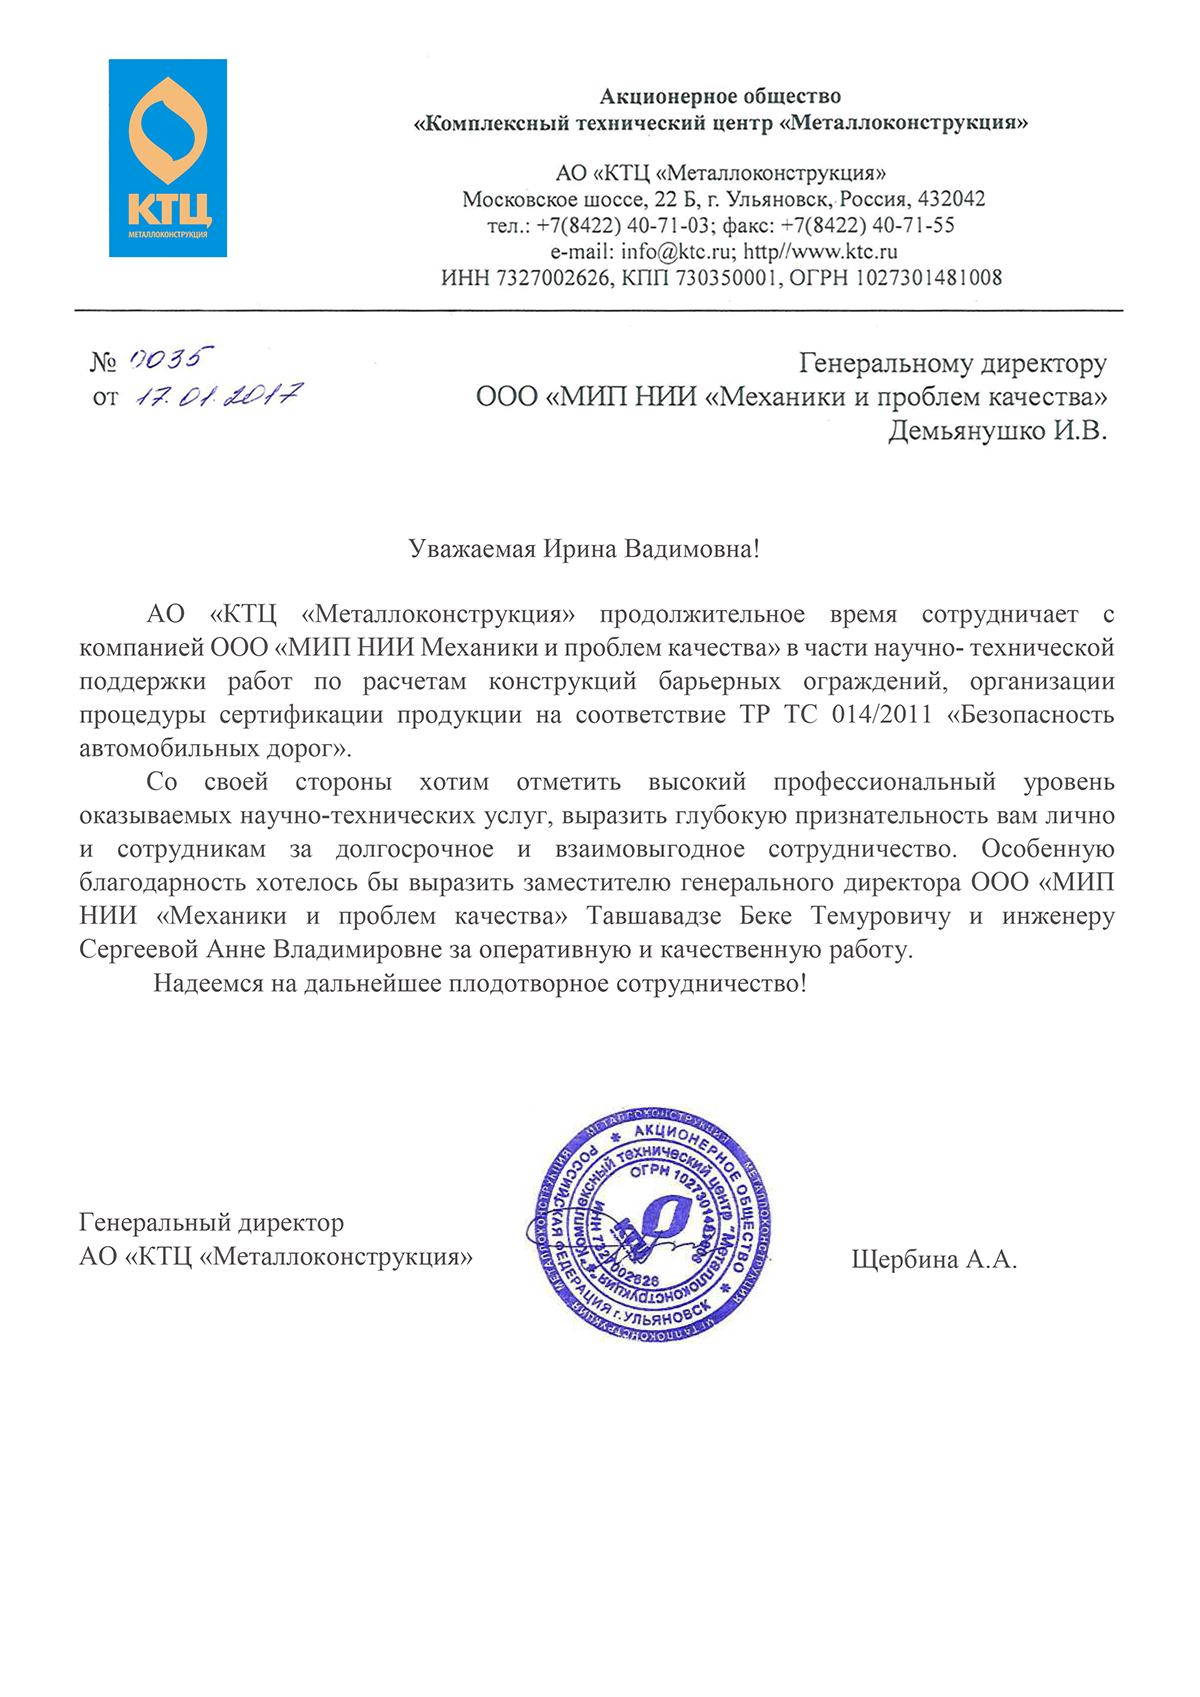 КТЦ
МЕТАЛЛОКОНСТРУКЦИЯ
Акционерное общество
«Комплексный технический центр «Металлоконструкция»
АО «КТЦ «Металлоконструкция»
Московское шоссе, 22 Б, г. Ульяновск, Россия, 432042
тел.: +7(8422) 40-71-03; факс: +7(8422) 40-71-55
e-mail: info@ktc.ru; http//www.ktc.ru
ИНН 7327002626, КПП 730350001, ОГРН 1027301481008
№ 0035
от 17.01.2017
Генеральному директору
ООО «МИП НИИ «Механики и проблем качества»
Демьянушко И.В.
Уважаемая Ирина Вадимовна!
АО «КТЦ «Металлоконструкция» продолжительное время сотрудничает с
компанией ООО «МИП НИИ Механики и проблем качества» в части научно- технической
поддержки работ по расчетам конструкций барьерных ограждений, организации
процедуры сертификации продукции на соответствие ТР ТС 014/2011 «Безопасность
автомобильных дорог».
Со своей стороны хотим отметить высокий профессиональный уровень
оказываемых научно-технических услуг, выразить глубокую признательность вам лично
и сотрудникам за долгосрочное и взаимовыгодное сотрудничество. Особенную
благодарность хотелось бы выразить заместителю генерального директора ООО «МИП
НИИ «Механики и проблем качества» Тавшавадзе Беке Темуровичу и инженеру
Сергеевой Анне Владимировне за оперативную и качественную работу.
Надеемся на дальнейшее плодотворное сотрудничество!
Генеральный директор
АО «КТЦ «Металлоконструкция»
Щербина А.А.
МЕТАЛЛОКОНСТРУКЦИЯ МЕТАЛЛОКОНСТРУКЦИЯ МЕТАЛЛОКОНСТРУКЦИЯ МЕТАЛЛОКОНСТРУКЦИЯ
* АКЦИОНЕРНОЕ ОБЩЕСТВО *
РОССИЙСКАЯ ФЕДЕРАЦИЯ г. УЛЬЯНОВСК
Комплексный технический центр "Металлоконструкция"
ОГРН 1027301481008
ИНН 7327002626
КТЦ